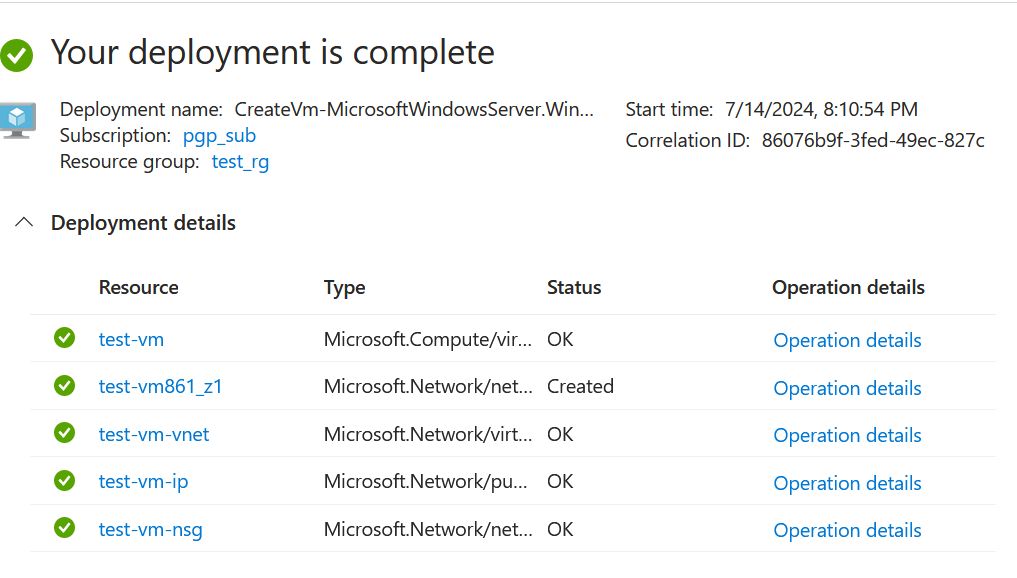 Your deployment is complete
Deployment name: CreateVm-MicrosoftWindowsServer.Win... Start time: 7/14/2024, 8:10:54 PM
Subscription: pgp_sub Correlation ID: 86076b9f-3fed-49ec-827c
Resource group: test_rg
Deployment details
Resource Type Status Operation details
test-vm Microsoft.Compute/vir... OK Operation details
test-vm861_z1 Microsoft.Network/net... Created Operation details
test-vm-vnet Microsoft.Network/virt... OK Operation details
test-vm-ip Microsoft.Network/pu... OK Operation details
test-vm-nsg Microsoft.Network/net... OK Operation details